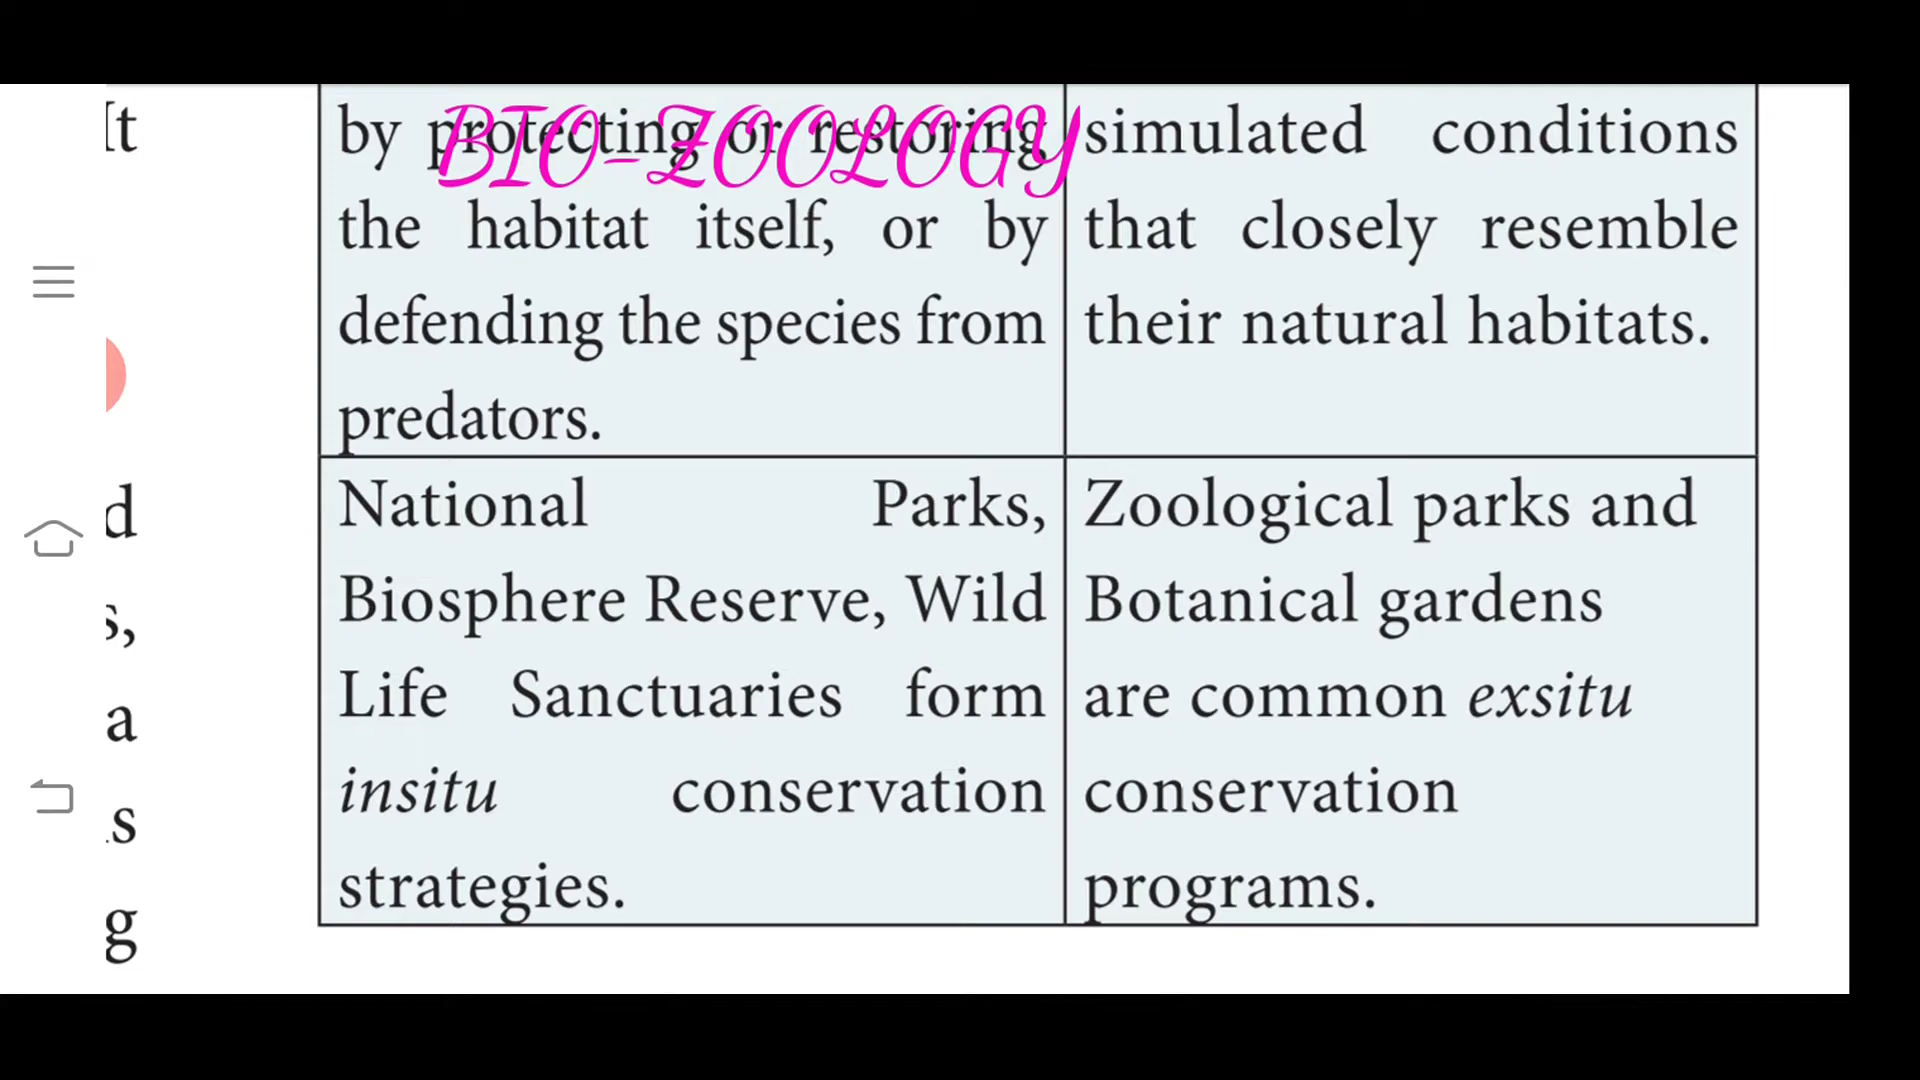 It
d
s,
a
is
g
BIO-ZOOLOGY
by protecting or restoring
the habitat itself, or by
defending the species from
predators.
simulated conditions
that closely resemble
their natural habitats.
National Parks,
Biosphere Reserve, Wild
Life Sanctuaries form
insitu conservation
strategies.
Zoological parks and
Botanical gardens
are common exsitu
conservation
programs.